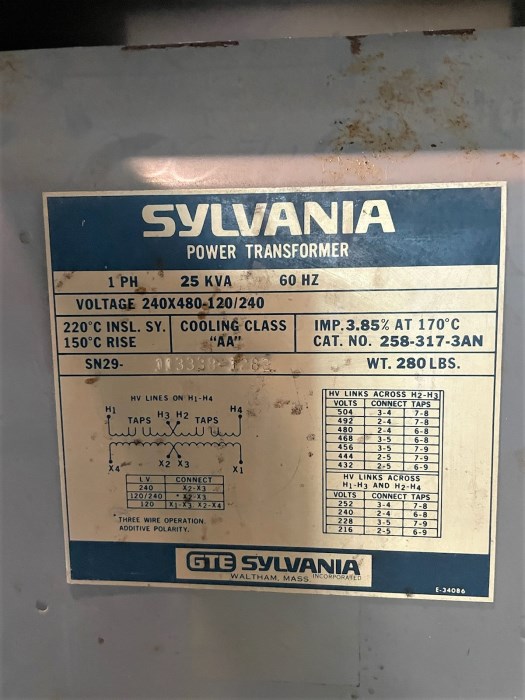 SYLVANIA
POWER TRANSFORMER
1 PH 25 KVA 60 HZ
VOLTAGE 240X480-120/240
220°C INSL. SY.
150°C RISE
COOLING CLASS
"AA"
IMP. 3.85% AT 170°C
CAT. NO. 258-317-3AN
SN29-
WT. 280 LBS.
HV LINES ON H1-H4
H1 H3 H2 H4
TAPS TAPS
X4 X2 X3 X1
L V CONNECT
240 X2-X3
120/240 * X2-X3
120 X1-X3 X2-X4
THREE WIRE OPERATION
ADDITIVE POLARITY.
HV LINKS ACROSS H2-H3
VOLTS CONNECT TAPS
504 3-4 7-8
492 2-4 7-8
480 2-4 6-8
468 3-5 6-8
456 3-5 7-9
444 2-5 7-9
432 2-5 6-9
HV LINKS ACROSS
H1-H3 AND H2-H4
VOLTS CONNECT TAPS
252 3-4 7-8
240 2-4 6-8
228 3-5 7-9
216 2-5 6-9
GTE SYLVANIA
INCORPORATED
WALTHAM, MASS.
E-34086